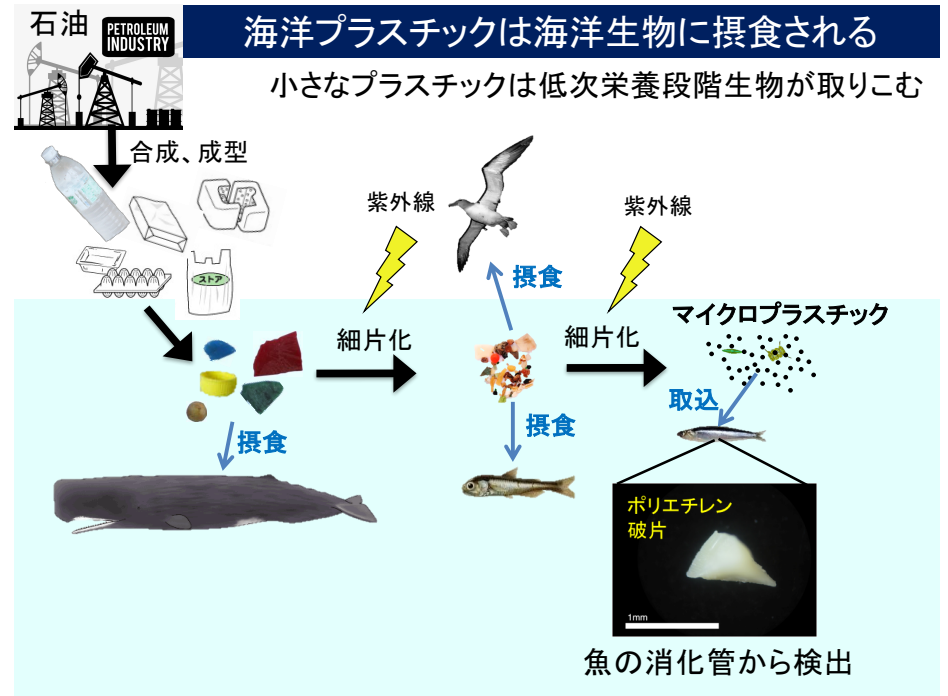 海洋プラスチックは海洋生物に摂食される
小さなプラスチックは低次栄養段階生物が取りこむ
石油
PETROLEUM
INDUSTRY
合成、成型
ストア
紫外線
紫外線
摂食
マイクロプラスチック
細片化
細片化
取込
摂食
摂食
ポリエチレン
破片
1mm
魚の消化管から検出